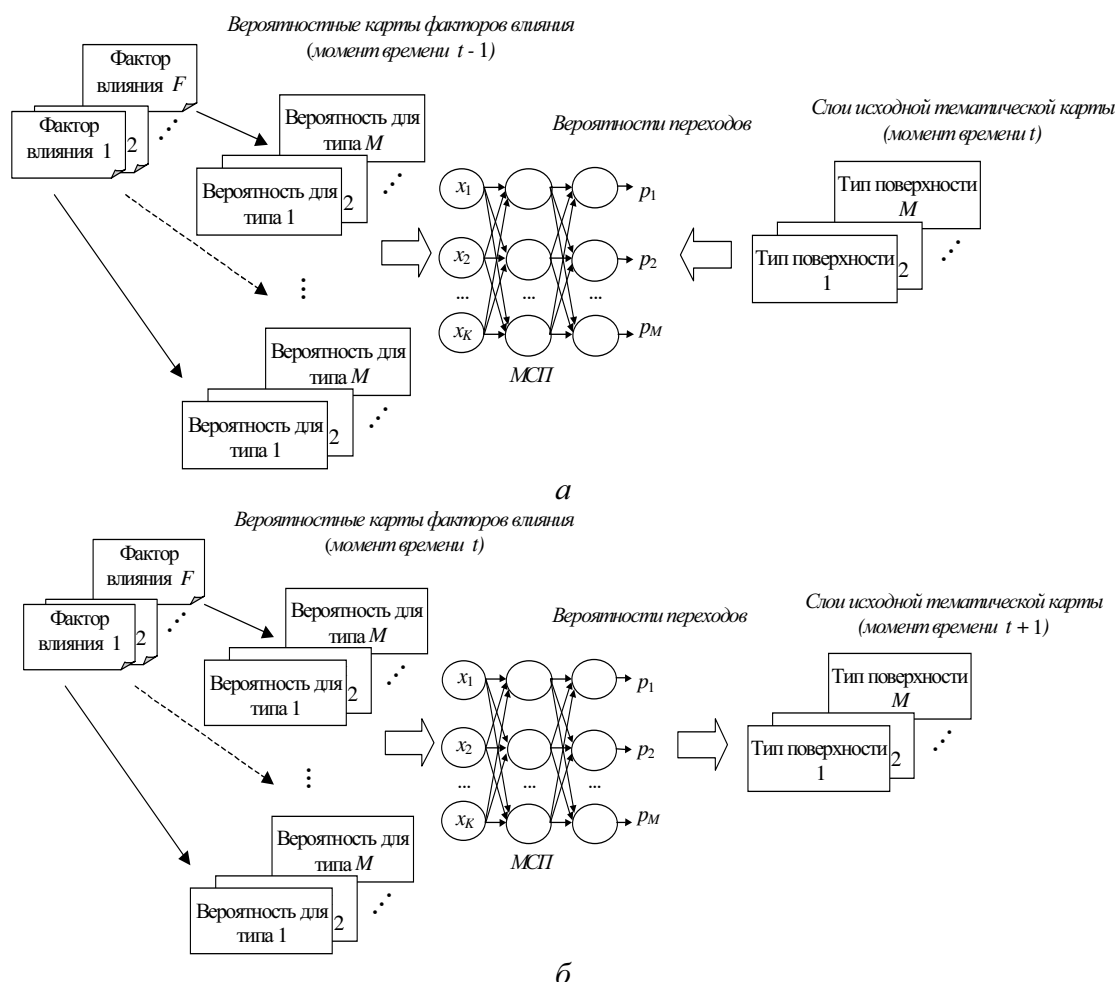 Вероятностные карты факторов влияния
(момент времени t - 1)
Фактор
влияния F
Фактор
влияния 1
2
Вероятность для
типа M
Вероятность для
типа 1
2
Вероятность для
типа M
Вероятность для
типа 1
2
Вероятности переходов
x1
x2
...
xK
...
...
p1
p2
pM
МСП
Слои исходной тематической карты
(момент времени t)
Тип поверхности
M
Тип поверхности
1
2
а
Вероятностные карты факторов влияния
(момент времени t)
Фактор
влияния F
Фактор
влияния 1
2
Вероятность для
типа M
Вероятность для
типа 1
2
Вероятность для
типа M
Вероятность для
типа 1
2
Вероятности переходов
x1
x2
...
xK
...
...
p1
p2
pM
МСП
Слои исходной тематической карты
(момент времени t + 1)
Тип поверхности
M
Тип поверхности
1
2
б